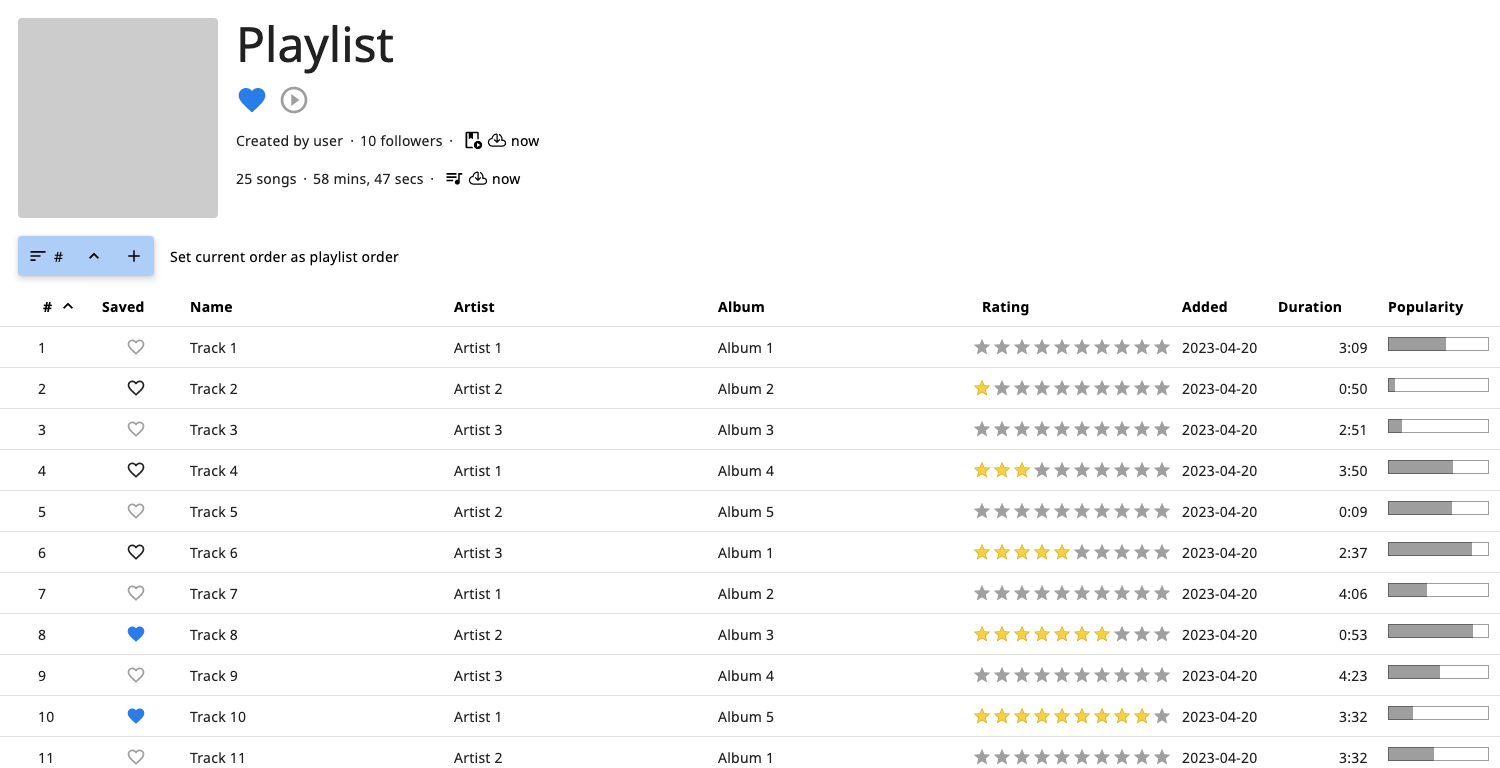 Playlist
Created by user · 10 followers · now
25 songs · 58 mins, 47 secs · now
# Set current order as playlist order
# Saved Name Artist Album Rating Added Duration Popularity
1 Track 1 Artist 1 Album 1 2023-04-20 3:09
2 Track 2 Artist 2 Album 2 2023-04-20 0:50
3 Track 3 Artist 3 Album 3 2023-04-20 2:51
4 Track 4 Artist 1 Album 4 2023-04-20 3:50
5 Track 5 Artist 2 Album 5 2023-04-20 0:09
6 Track 6 Artist 3 Album 1 2023-04-20 2:37
7 Track 7 Artist 1 Album 2 2023-04-20 4:06
8 Track 8 Artist 2 Album 3 2023-04-20 0:53
9 Track 9 Artist 3 Album 4 2023-04-20 4:23
10 Track 10 Artist 1 Album 5 2023-04-20 3:32
11 Track 11 Artist 2 Album 1 2023-04-20 3:32